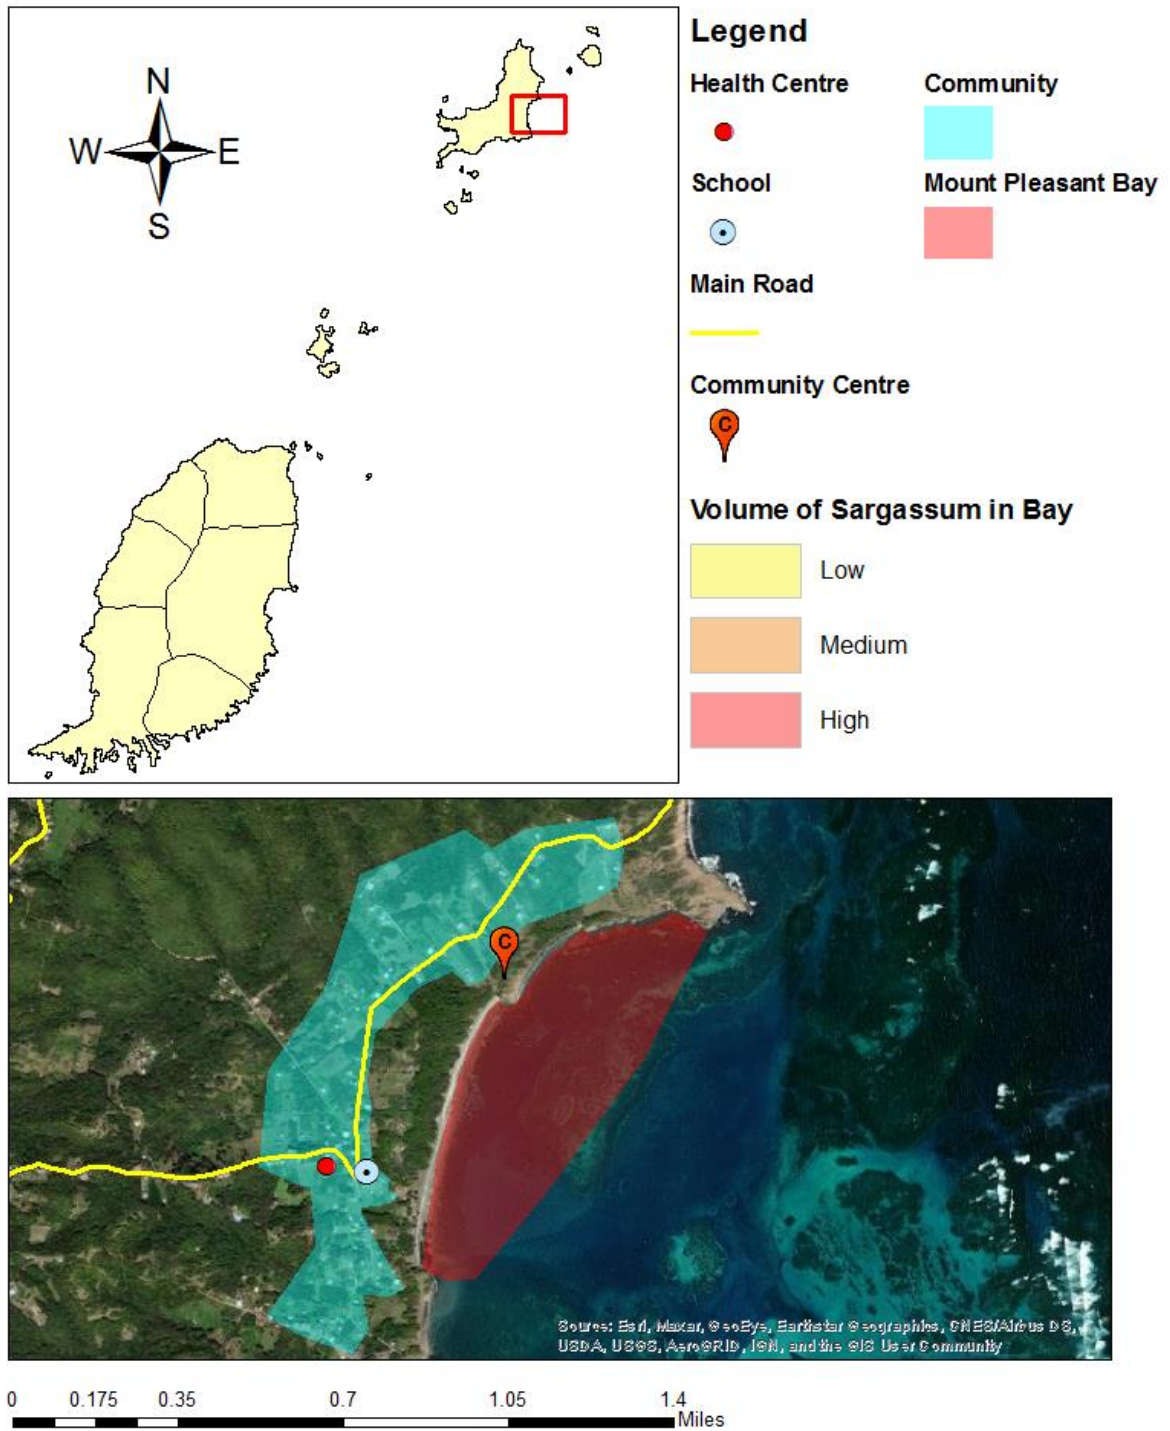 N
W
E
S
Legend
Health Centre
Community
School
Mount Pleasant Bay
Main Road
Community Centre
C
Volume of Sargassum in Bay
Low
Medium
High
C
Source: Esri, Maxar, GeoEye, Earthstar Geographics, CNES/Airbus DS,
USDA, USGS, AeroGRID, IGN, and the GIS User Community
0 0.175 0.35 0.7 1.05 1.4
Miles